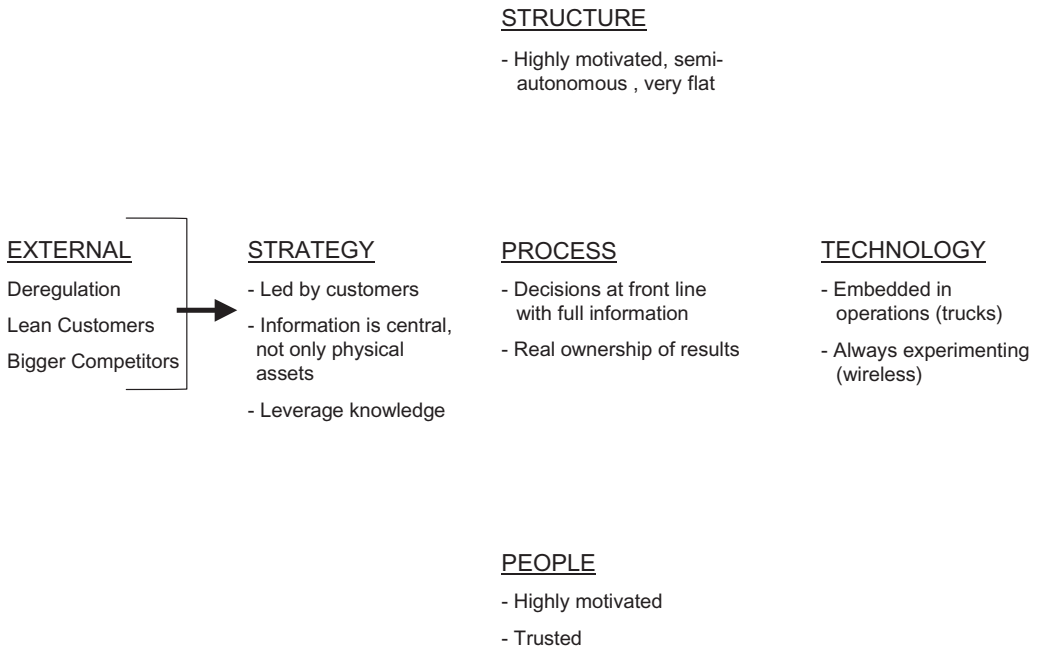 STRUCTURE
- Highly motivated, semi-
autonomous , very flat
EXTERNAL
Deregulation
Lean Customers
Bigger Competitors
STRATEGY
- Led by customers
- Information is central,
not only physical
assets
- Leverage knowledge
PROCESS
- Decisions at front line
with full information
- Real ownership of results
TECHNOLOGY
- Embedded in
operations (trucks)
- Always experimenting
(wireless)
PEOPLE
- Highly motivated
- Trusted